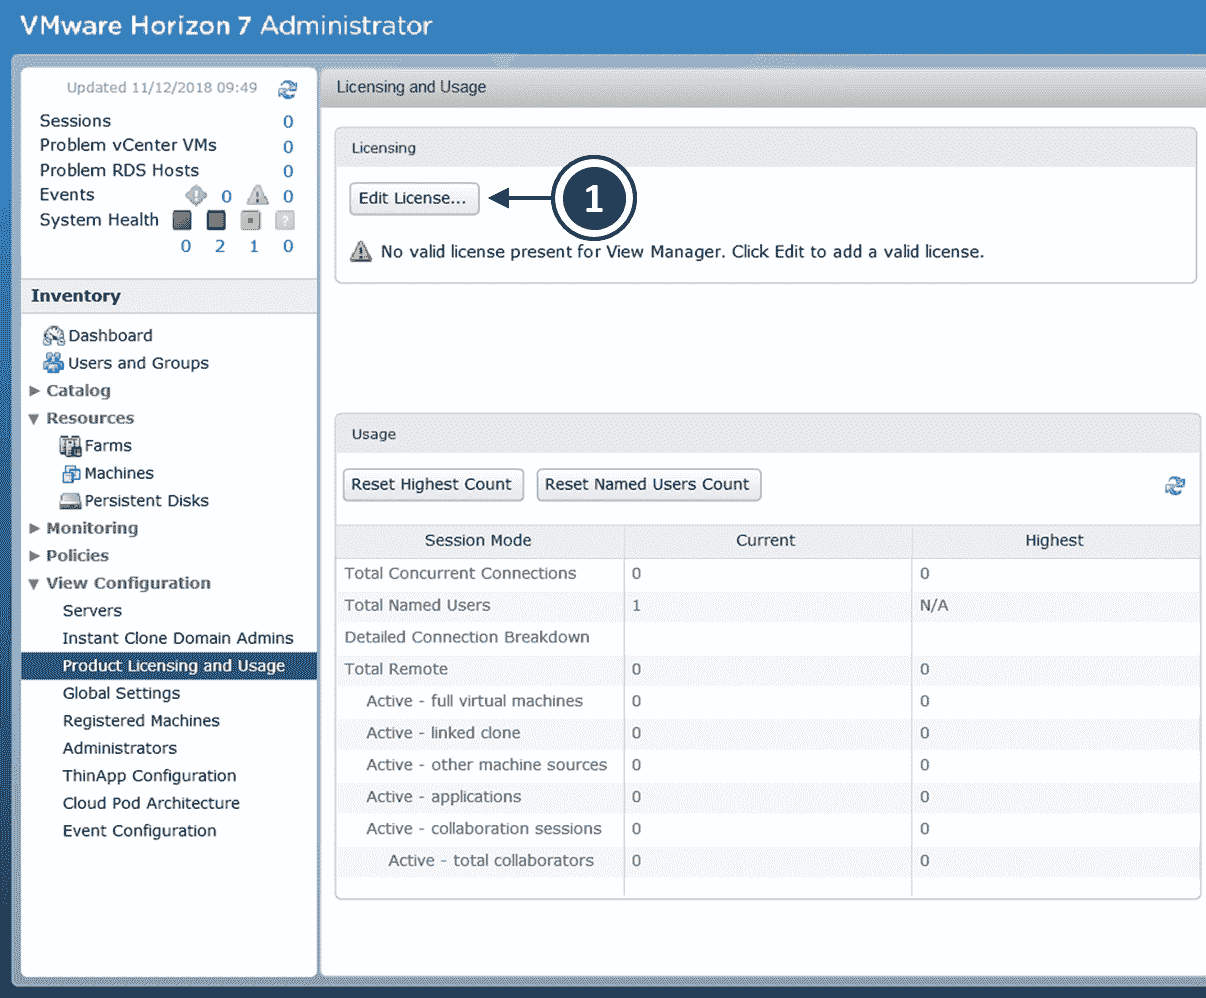 VMware Horizon 7 Administrator
Updated 11/12/2018 09:49
Sessions 0
Problem vCenter VMs 0
Problem RDS Hosts 0
Events 0 0
System Health
0 2 1 0
Inventory
Dashboard
Users and Groups
Catalog
Resources
Farms
Machines
Persistent Disks
Monitoring
Policies
View Configuration
Servers
Instant Clone Domain Admins
Product Licensing and Usage
Global Settings
Registered Machines
Administrators
ThinApp Configuration
Cloud Pod Architecture
Event Configuration
Licensing and Usage
Licensing
Edit License... 1
No valid license present for View Manager. Click Edit to add a valid license.
Usage
Reset Highest Count Reset Named Users Count
Session Mode Current Highest
Total Concurrent Connections 0 0
Total Named Users 1 N/A
Detailed Connection Breakdown
Total Remote 0 0
Active - full virtual machines 0 0
Active - linked clone 0 0
Active - other machine sources 0 0
Active - applications 0 0
Active - collaboration sessions 0 0
Active - total collaborators 0 0